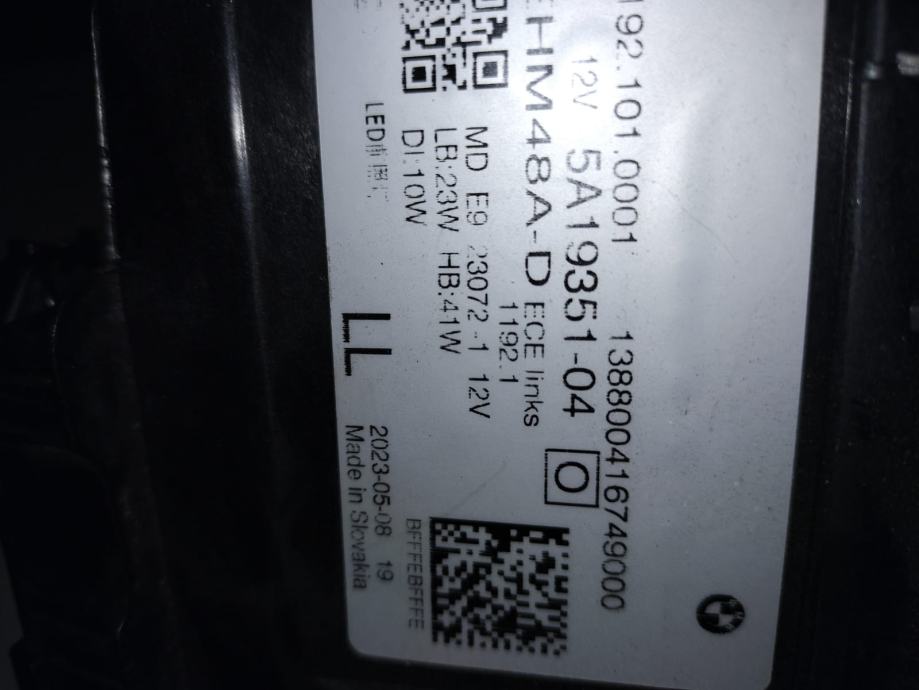 192.101.0001 138800416749000
12V 5A19351-04 O
EHM48A-D ECE links
1192.1
MD E9 23072-1 12V
LB:23W HB:41W
DI:10W
LED
LL
2023-05-08 19
Made in Slovakia
BFFFEBFFFE